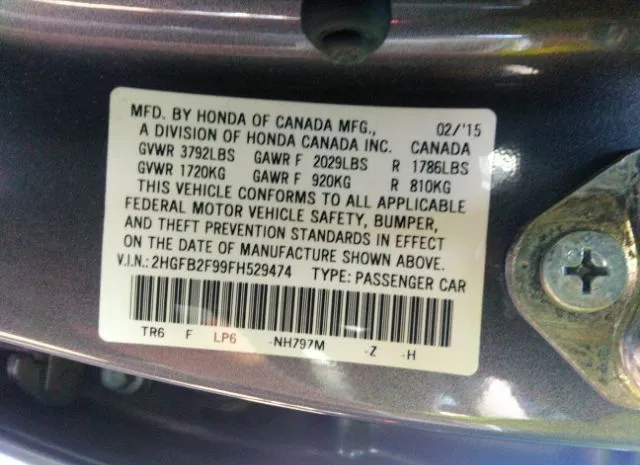 MFD. BY HONDA OF CANADA MFG., 02/'15
A DIVISION OF HONDA CANADA INC. CANADA
GVWR 3792LBS GAWR F 2029LBS R 1786LBS
GVWR 1720KG GAWR F 920KG R 810KG
THIS VEHICLE CONFORMS TO ALL APPLICABLE
FEDERAL MOTOR VEHICLE SAFETY, BUMPER,
AND THEFT PREVENTION STANDARDS IN EFFECT
ON THE DATE OF MANUFACTURE SHOWN ABOVE.
V.I.N.: 2HGFB2F99FH529474 TYPE: PASSENGER CAR
TR6 F LP6 -NH797M -Z -H